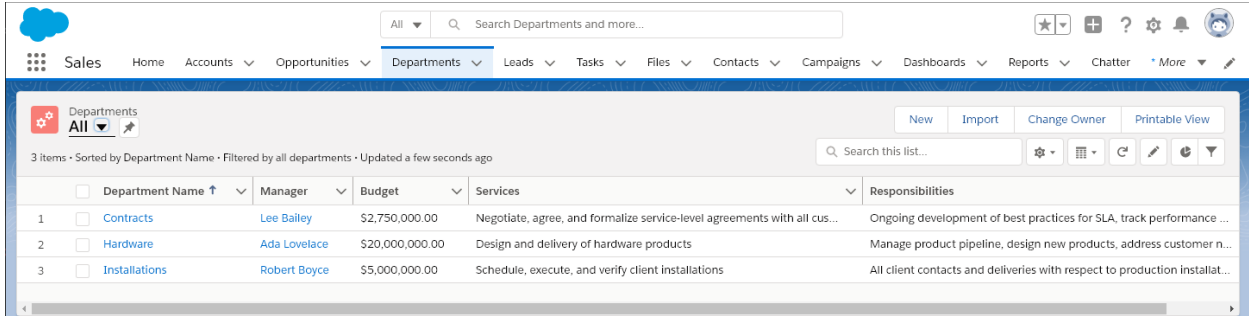 All Search Departments and more...
Sales Home Accounts Opportunities Departments Leads Tasks Files Contacts Campaigns Dashboards Reports Chatter * More
Departments
All
New Import Change Owner Printable View
3 items • Sorted by Department Name • Filtered by all departments • Updated a few seconds ago
Search this list...
Department Name Manager Budget Services Responsibilities
1 Contracts Lee Bailey $2,750,000.00 Negotiate, agree, and formalize service-level agreements with all cus... Ongoing development of best practices for SLA, track performance ...
2 Hardware Ada Lovelace $20,000,000.00 Design and delivery of hardware products Manage product pipeline, design new products, address customer n...
3 Installations Robert Boyce $5,000,000.00 Schedule, execute, and verify client installations All client contacts and deliveries with respect to production installat...